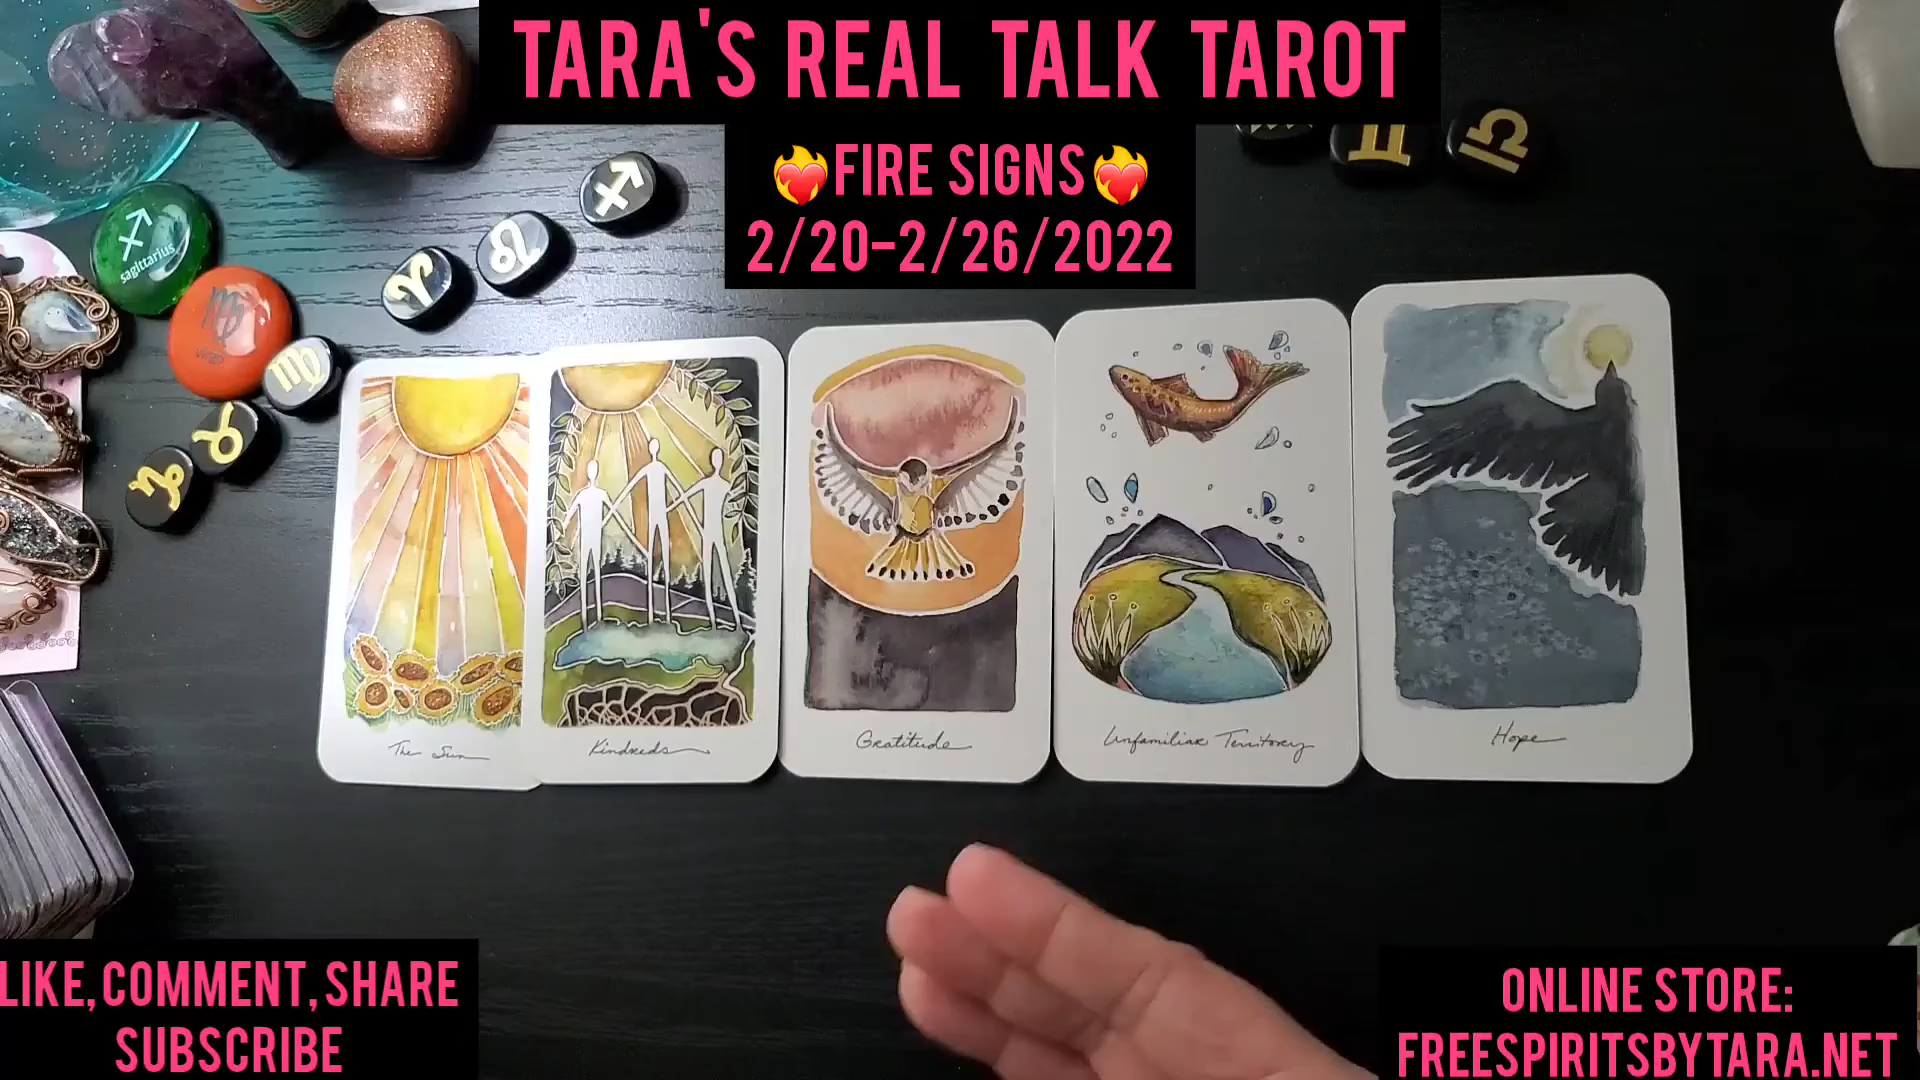 TARA'S REAL TALK TAROT
❤️‍🔥FIRE SIGNS❤️‍🔥
2/20-2/26/2022
sagittarius
virgo
The Sun
Kindreds
Gratitude
Unfamiliar Territory
Hope
LIKE, COMMENT, SHARE
SUBSCRIBE
ONLINE STORE:
FREESPIRITSBYTARA.NET